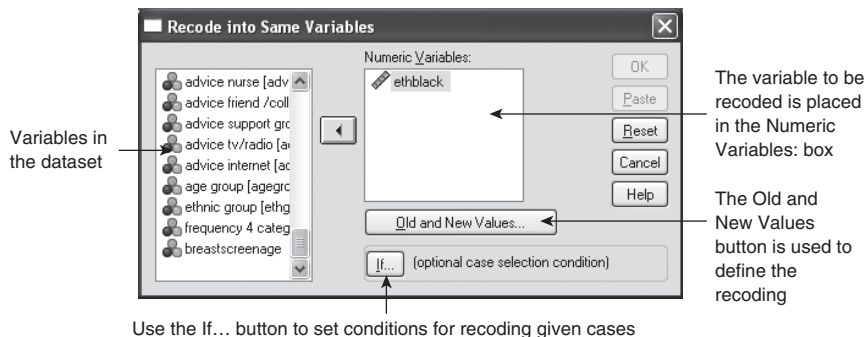 Recode into Same Variables
Numeric Variables:
advice nurse [adv
advice friend /coll
advice support grc
advice tv/radio [a
advice internet [ac
age group [agegrc
ethnic group [ethg
frequency 4 categ
breastscreenage
ethblack
OK
Paste
Reset
Cancel
Help
Old and New Values...
If... (optional case selection condition)
Variables in
the dataset
The variable to be
recoded is placed
in the Numeric
Variables: box
The Old and
New Values
button is used to
define the
recoding
Use the If... button to set conditions for recoding given cases